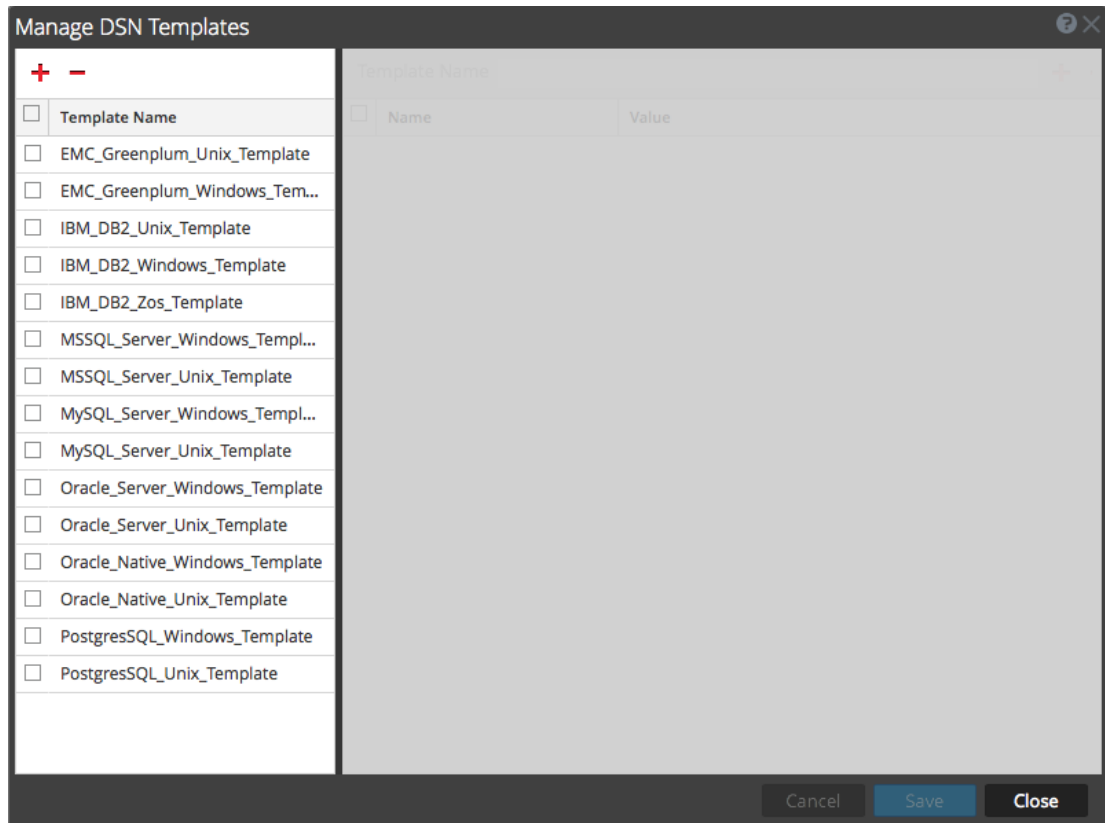 Manage DSN Templates
Template Name
Template Name
Name Value
EMC_Greenplum_Unix_Template
EMC_Greenplum_Windows_Tem...
IBM_DB2_Unix_Template
IBM_DB2_Windows_Template
IBM_DB2_Zos_Template
MSSQL_Server_Windows_Templ...
MSSQL_Server_Unix_Template
MySQL_Server_Windows_Templ...
MySQL_Server_Unix_Template
Oracle_Server_Windows_Template
Oracle_Server_Unix_Template
Oracle_Native_Windows_Template
Oracle_Native_Unix_Template
PostgresSQL_Windows_Template
PostgresSQL_Unix_Template
Cancel Save Close